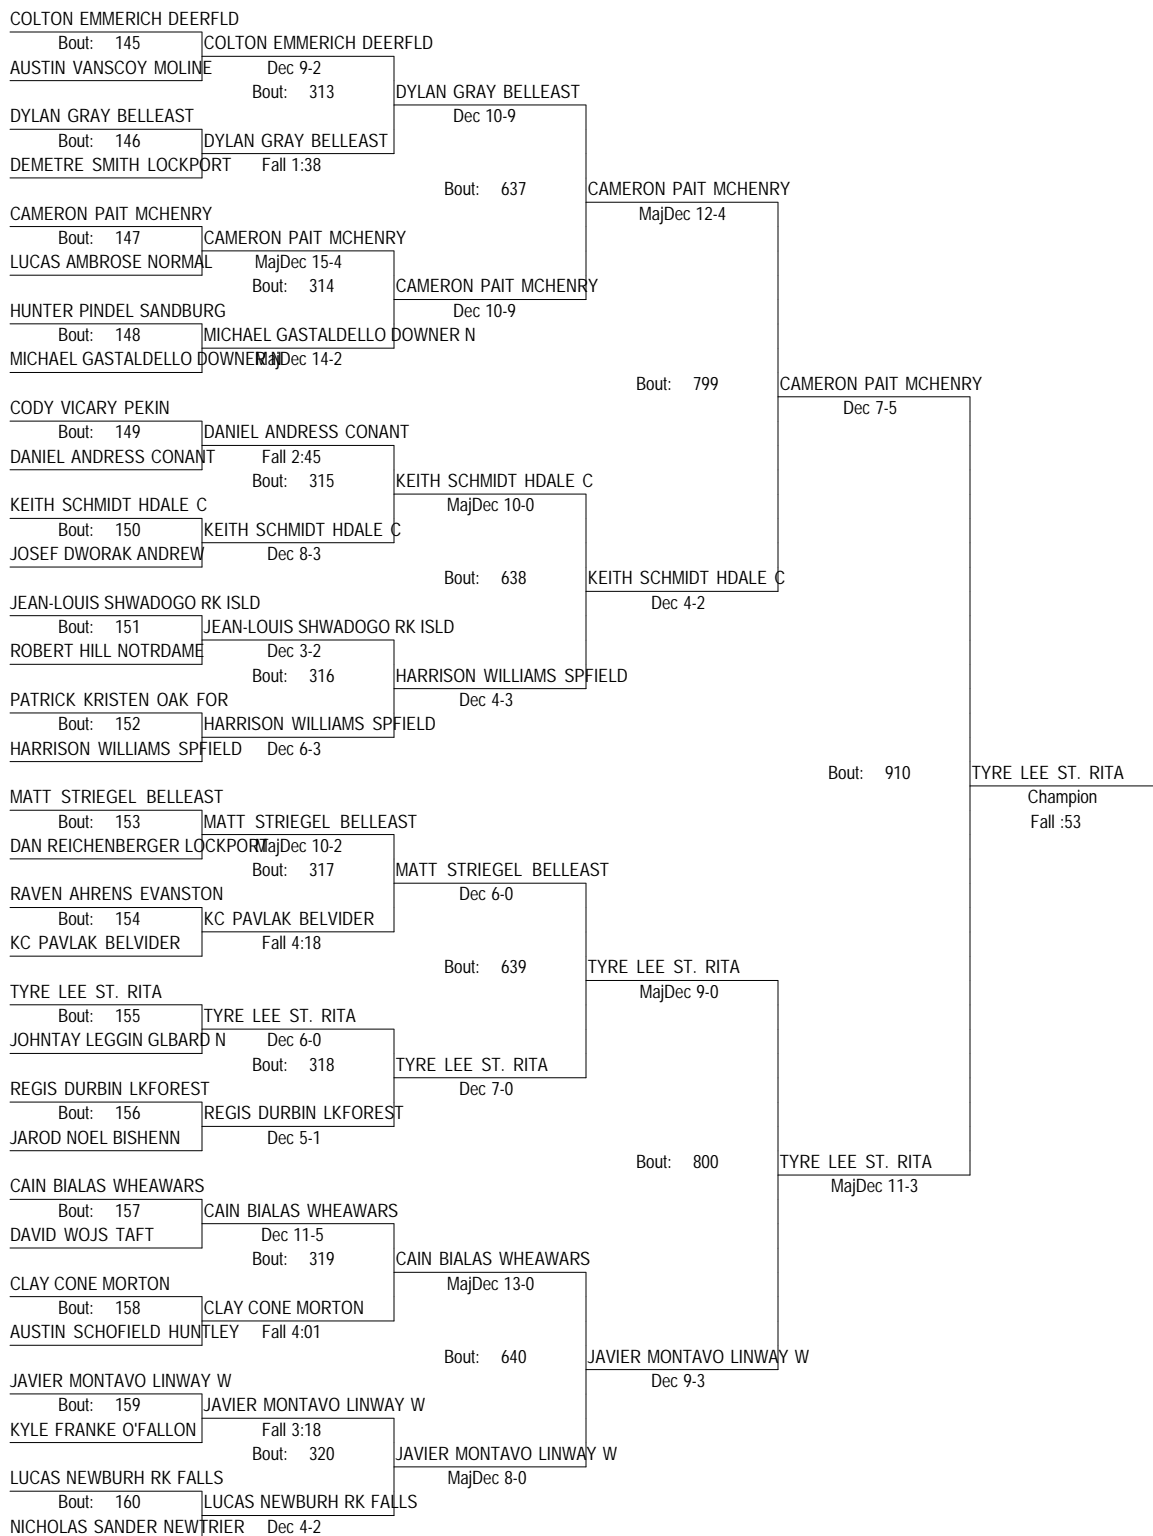 COLTON EMMERICH DEERFLD
Bout: 145 COLTON EMMERICH DEERFLD
AUSTIN VANSCOY MOLINE Dec 9-2
Bout: 313 DYLAN GRAY BELLEAST
DYLAN GRAY BELLEAST Dec 10-9
Bout: 146 DYLAN GRAY BELLEAST
DEMETRE SMITH LOCKPORT Fall 1:38
Bout: 637 CAMERON PAIT MCHENRY
CAMERON PAIT MCHENRY MajDec 12-4
Bout: 147 CAMERON PAIT MCHENRY
LUCAS AMBROSE NORMAL MajDec 15-4
Bout: 314 CAMERON PAIT MCHENRY
HUNTER PINDEL SANDBURG Dec 10-9
Bout: 148 MICHAEL GASTALDELLO DOWNER N
MICHAEL GASTALDELLO DOWNER N MajDec 14-2
Bout: 799 CAMERON PAIT MCHENRY
CODY VICARY PEKIN Dec 7-5
Bout: 149 DANIEL ANDRESS CONANT
DANIEL ANDRESS CONANT Fall 2:45
Bout: 315 KEITH SCHMIDT HDALE C
KEITH SCHMIDT HDALE C MajDec 10-0
Bout: 150 KEITH SCHMIDT HDALE C
JOSEF DWORAK ANDREW Dec 8-3
Bout: 638 KEITH SCHMIDT HDALE C
JEAN-LOUIS SHWADOGO RK ISLD Dec 4-2
Bout: 151 JEAN-LOUIS SHWADOGO RK ISLD
ROBERT HILL NOTRDAME Dec 3-2
Bout: 316 HARRISON WILLIAMS SPFIELD
PATRICK KRISTEN OAK FOR Dec 4-3
Bout: 152 HARRISON WILLIAMS SPFIELD
HARRISON WILLIAMS SPFIELD Dec 6-3
Bout: 910 TYRE LEE ST. RITA
MATT STRIEGEL BELLEAST Champion
Bout: 153 MATT STRIEGEL BELLEAST Fall :53
DAN REICHENBERGER LOCKPORT MajDec 10-2
Bout: 317 MATT STRIEGEL BELLEAST
RAVEN AHRENS EVANSTON Dec 6-0
Bout: 154 KC PAVLAK BELVIDER
KC PAVLAK BELVIDER Fall 4:18
Bout: 639 TYRE LEE ST. RITA
TYRE LEE ST. RITA MajDec 9-0
Bout: 155 TYRE LEE ST. RITA
JOHNTAY LEGGIN GLBARD N Dec 6-0
Bout: 318 TYRE LEE ST. RITA
REGIS DURBIN LKFOREST Dec 7-0
Bout: 156 REGIS DURBIN LKFOREST
JAROD NOEL BISHENN Dec 5-1
Bout: 800 TYRE LEE ST. RITA
CAIN BIALAS WHEAWARS MajDec 11-3
Bout: 157 CAIN BIALAS WHEAWARS
DAVID WOJS TAFT Dec 11-5
Bout: 319 CAIN BIALAS WHEAWARS
CLAY CONE MORTON MajDec 13-0
Bout: 158 CLAY CONE MORTON
AUSTIN SCHOFIELD HUNTLEY Fall 4:01
Bout: 640 JAVIER MONTAVO LINWAY W
JAVIER MONTAVO LINWAY W Dec 9-3
Bout: 159 JAVIER MONTAVO LINWAY W
KYLE FRANKE O'FALLON Fall 3:18
Bout: 320 JAVIER MONTAVO LINWAY W
LUCAS NEWBURH RK FALLS MajDec 8-0
Bout: 160 LUCAS NEWBURH RK FALLS
NICHOLAS SANDER NEWTRIER Dec 4-2